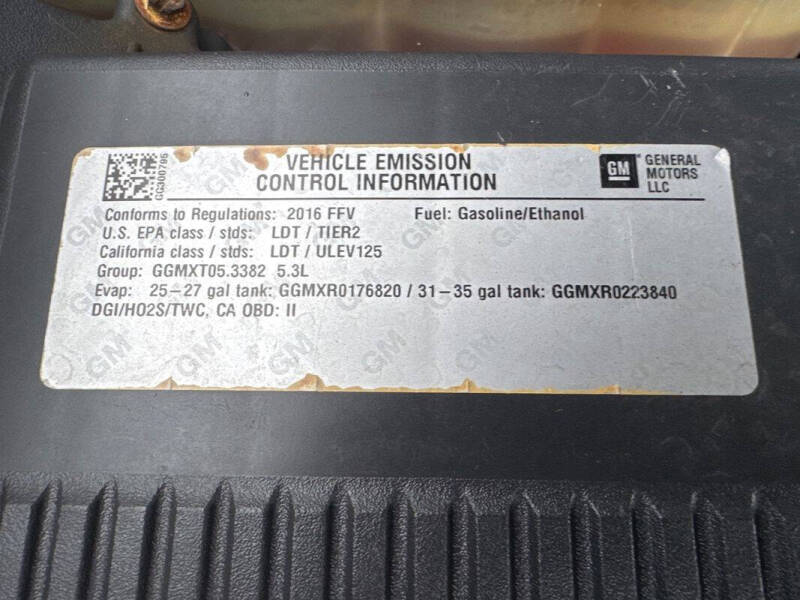 GG300795
VEHICLE EMISSION
CONTROL INFORMATION
GM
GENERAL
MOTORS
LLC
Conforms to Regulations: 2016 FFV Fuel: Gasoline/Ethanol
U.S. EPA class / stds: LDT / TIER2
California class / stds: LDT / ULEV125
Group: GGMXT05.3382 5.3L
Evap: 25-27 gal tank: GGMXR0176820 / 31-35 gal tank: GGMXR0223840
DGI/HO2S/TWC, CA OBD: II